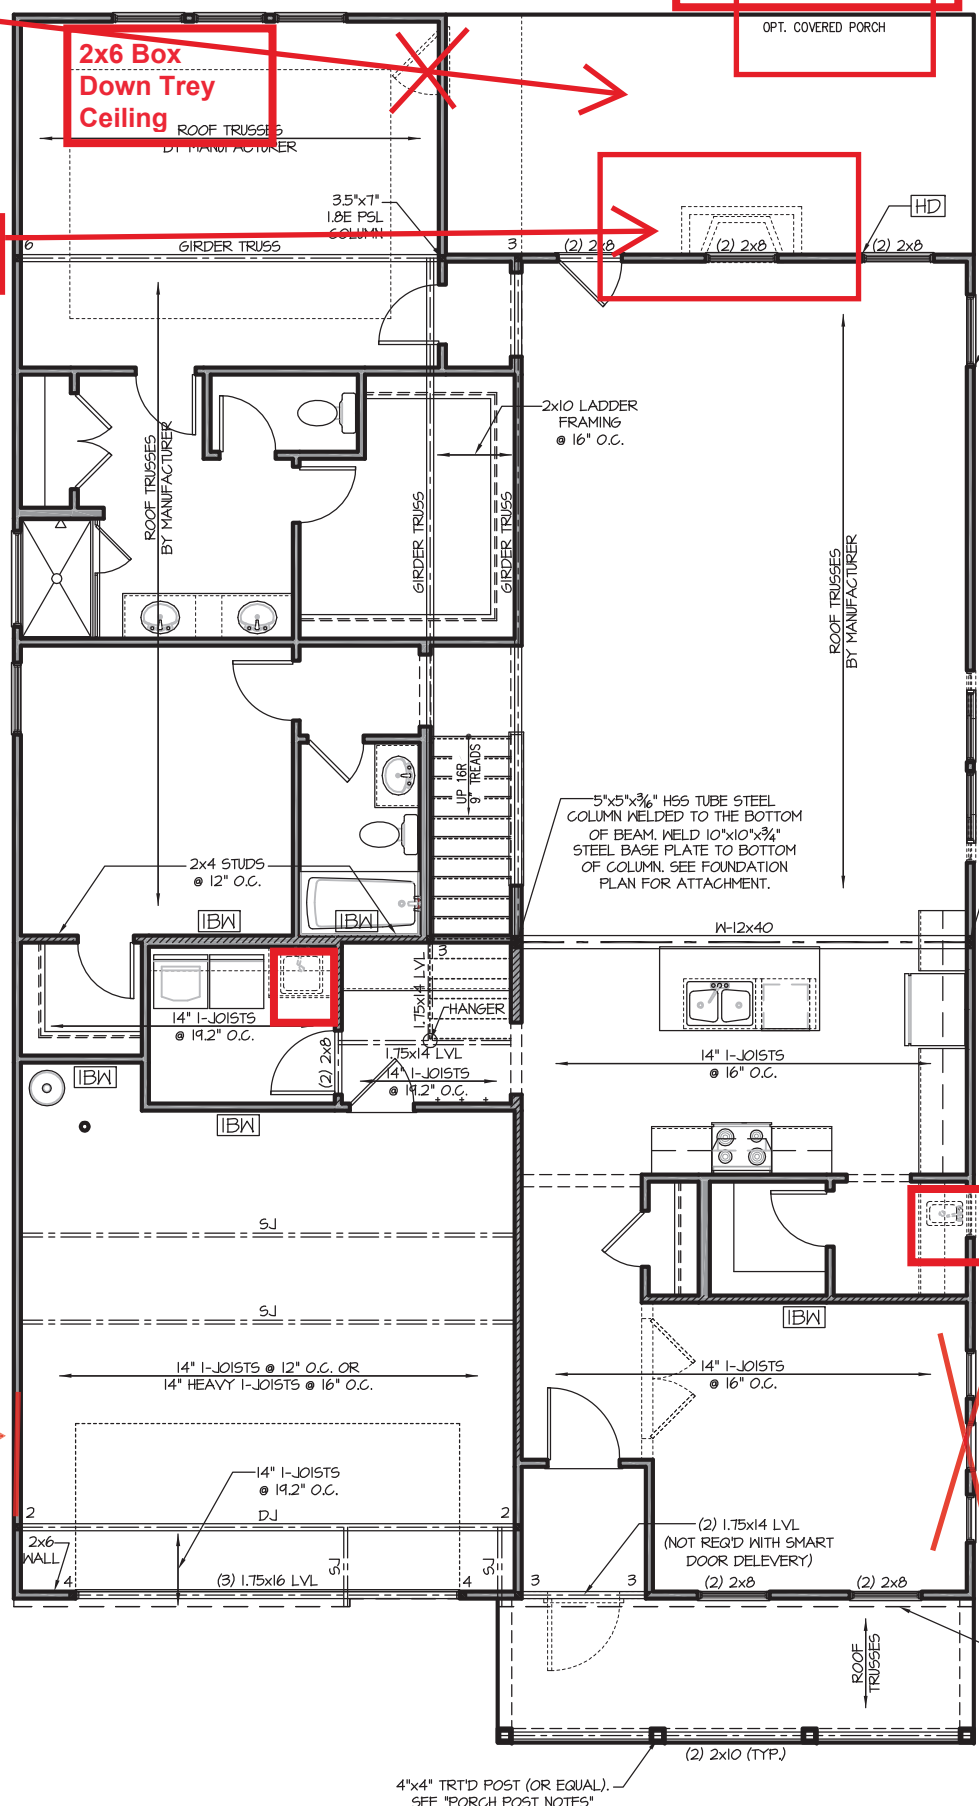 OPT. COVERED PORCH
2x6 Box
Down Trey
Ceiling
ROOF TRUSSES
BY MANUFACTURER
3.5"x7"
1.8E PSL
COLUMN
HD
6
GIRDER TRUSS
3
(2) 2x8
(2) 2x8
(2) 2x8
2x10 LADDER
FRAMING
@ 16" O.C.
ROOF TRUSSES
BY MANUFACTURER
GIRDER TRUSS
GIRDER TRUSS
ROOF TRUSSES
BY MANUFACTURER
UP 16R
9" TREADS
5"x5"x3/16" HSS TUBE STEEL
COLUMN WELDED TO THE BOTTOM
OF BEAM. WELD 10"x10"x3/4"
STEEL BASE PLATE TO BOTTOM
OF COLUMN. SEE FOUNDATION
PLAN FOR ATTACHMENT.
2x4 STUDS
@ 12" O.C.
IBW
IBW
W-12x40
3
1.75x14 LVL
HANGER
14" I-JOISTS
@ 19.2" O.C.
(2) 2x8
1.75x14 LVL
14" I-JOISTS
@ 19.2" O.C.
14" I-JOISTS
@ 16" O.C.
IBW
IBW
SJ
SJ
IBW
14" I-JOISTS @ 12" O.C. OR
14" HEAVY I-JOISTS @ 16" O.C.
14" I-JOISTS
@ 16" O.C.
14" I-JOISTS
@ 19.2" O.C.
2
DJ
2
2x6
WALL
SJ
SJ
(2) 1.75x14 LVL
(NOT REQ'D WITH SMART
DOOR DELEVERY)
4
(3) 1.75x16 LVL
4
3
3
(2) 2x8
(2) 2x8
ROOF
TRUSSES
(2) 2x10 (TYP.)
4"x4" TRT'D POST (OR EQUAL).
SEE "PORCH POST NOTES"